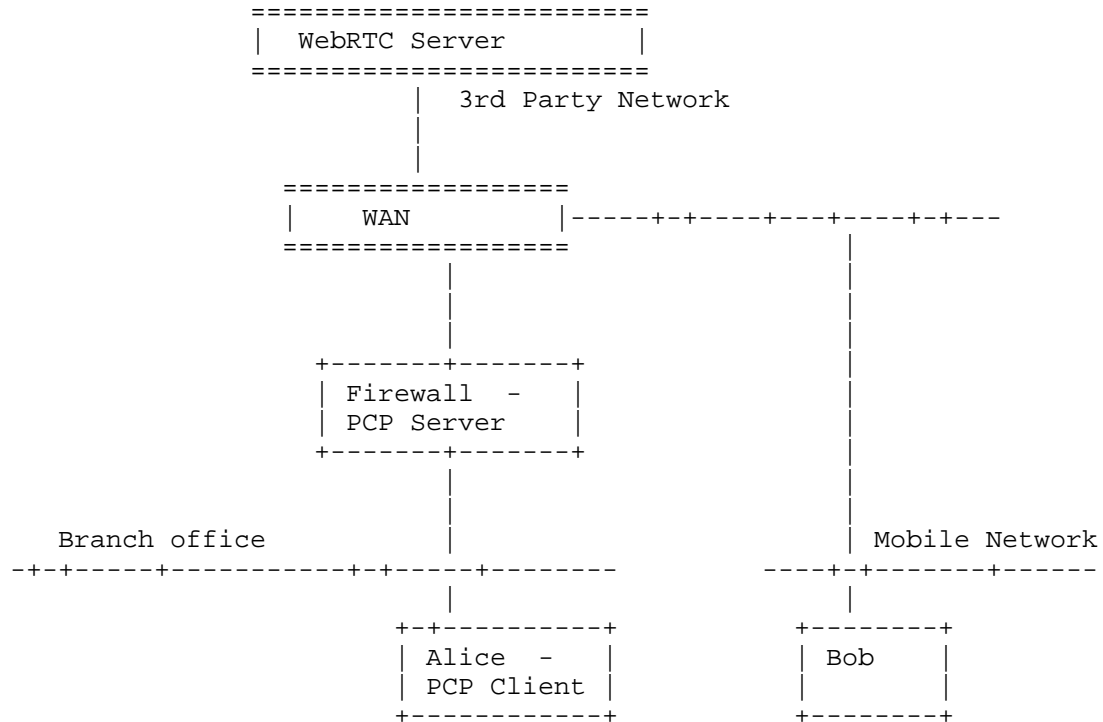 WebRTC Server
3rd Party Network
WAN
Firewall -
PCP Server
Branch office
Mobile Network
Alice - 
PCP Client
Bob